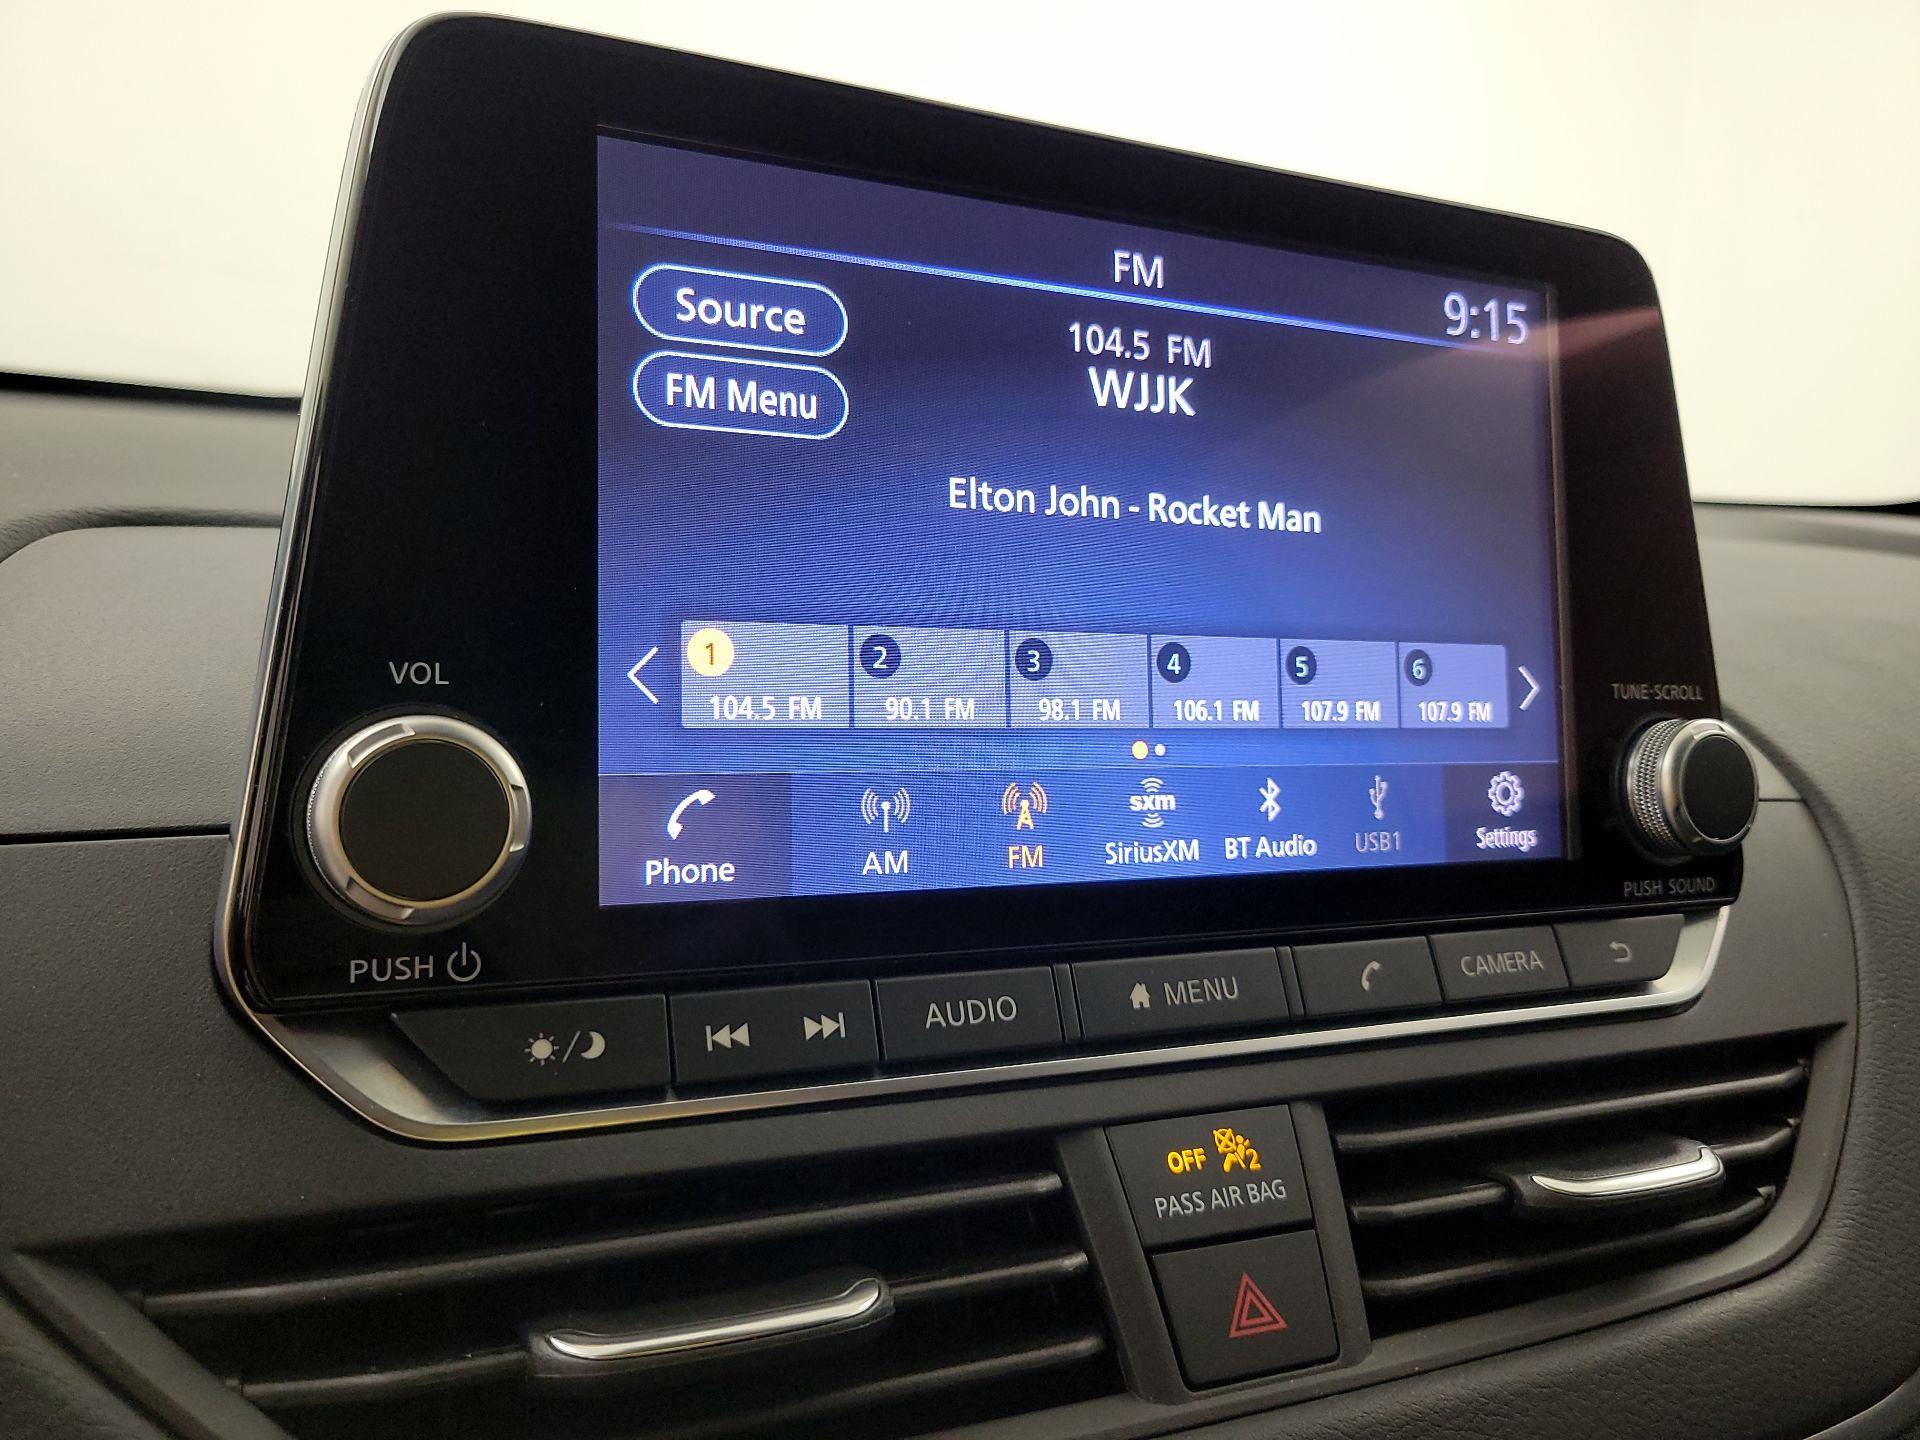 FM
9:15
Source
104.5 FM
FM Menu
WJJK
Elton John - Rocket Man
1 2 3 4 5 6
104.5 FM 90.1 FM 98.1 FM 106.1 FM 107.9 FM 107.9 FM
Phone AM FM SiriusXM BT Audio USB1 Settings
sxm
VOL
PUSH
TUNE·SCROLL
PUSH SOUND
AUDIO MENU CAMERA
OFF 2
PASS AIR BAG